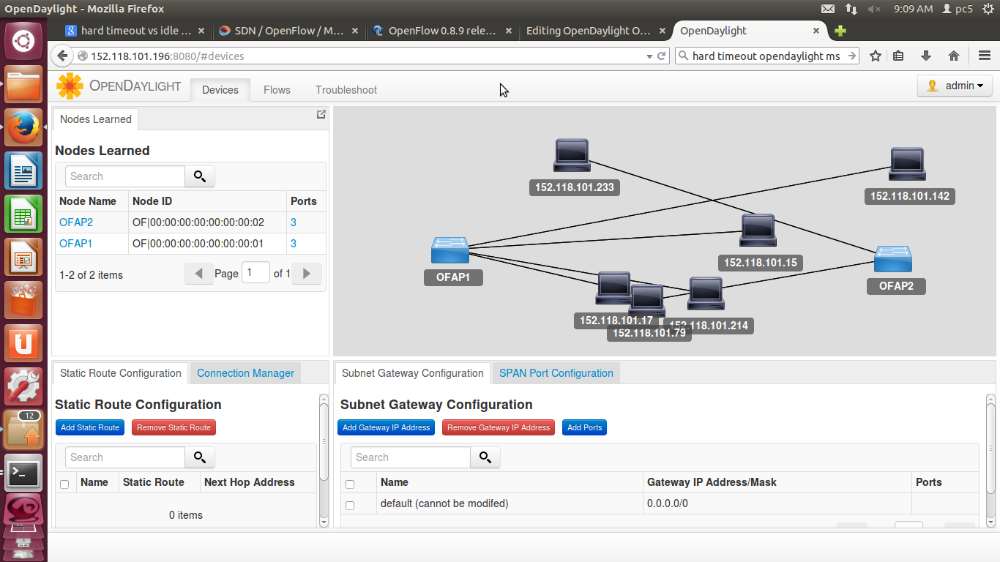 OpenDaylight - Mozilla Firefox
9:09 AM
pc5
hard timeout vs idle ...
SDN / OpenFlow / M...
OpenFlow 0.8.9 rele...
Editing OpenDaylight O...
OpenDaylight
152.118.101.196:8080/#devices
hard timeout opendaylight ms
OPENDAYLIGHT
Devices
Flows
Troubleshoot
admin
Nodes Learned
Nodes Learned
Search
Node Name Node ID Ports
OFAP2 OF|00:00:00:00:00:00:00:02 3
OFAP1 OF|00:00:00:00:00:00:00:01 3
1-2 of 2 items
Page 1 of 1
152.118.101.233
152.118.101.142
152.118.101.15
OFAP1
OFAP2
152.118.101.17
152.118.101.214
152.118.101.79
12
Static Route Configuration
Connection Manager
Static Route Configuration
Add Static Route
Remove Static Route
Search
Name Static Route Next Hop Address
0 items
Subnet Gateway Configuration
SPAN Port Configuration
Subnet Gateway Configuration
Add Gateway IP Address
Remove Gateway IP Address
Add Ports
Search
Name Gateway IP Address/Mask Ports
default (cannot be modifed) 0.0.0.0/0